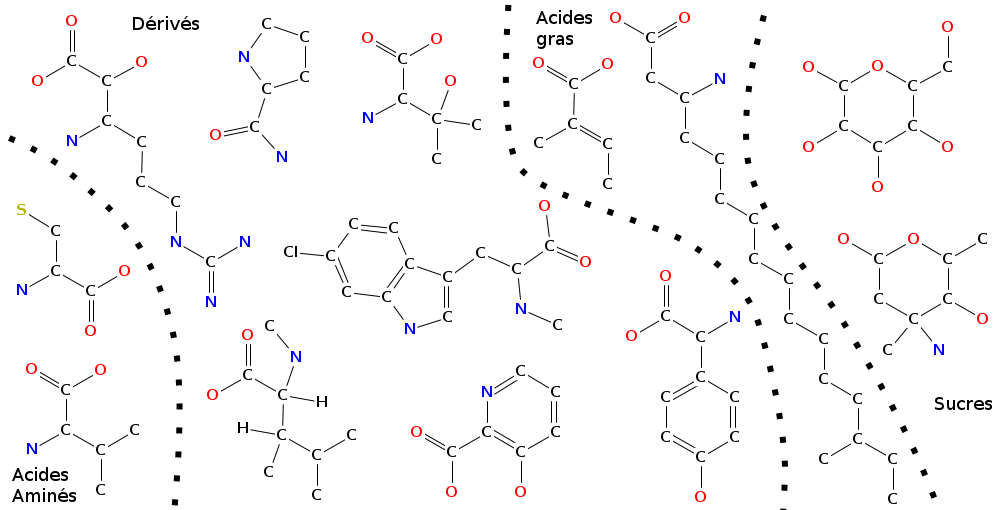 Dérivés
Acides
gras
Sucres
Acides
Aminés